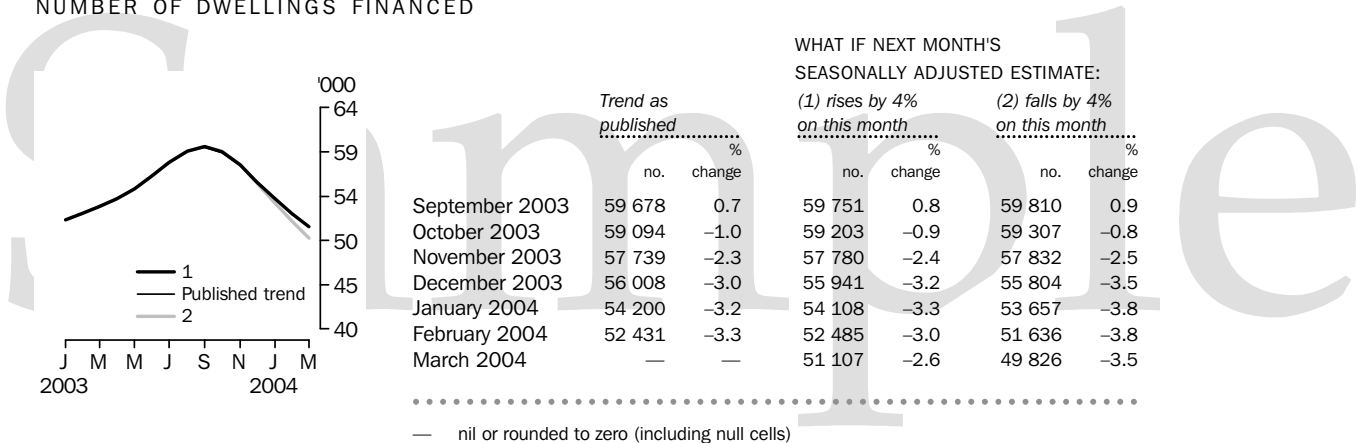 NUMBER OF DWELLINGS FINANCED
WHAT IF NEXT MONTH'S
SEASONALLY ADJUSTED ESTIMATE:
Trend as published
(1) rises by 4% on this month
(2) falls by 4% on this month
no. % change no. % change no. % change
September 2003 59 678 0.7 59 751 0.8 59 810 0.9
October 2003 59 094 –1.0 59 203 –0.9 59 307 –0.8
November 2003 57 739 –2.3 57 780 –2.4 57 832 –2.5
December 2003 56 008 –3.0 55 941 –3.2 55 804 –3.5
January 2004 54 200 –3.2 54 108 –3.3 53 657 –3.8
February 2004 52 431 –3.3 52 485 –3.0 51 636 –3.8
March 2004 — — 51 107 –2.6 49 826 –3.5
— nil or rounded to zero (including null cells)
'000
64
59
54
50
45
40
1
Published trend
2
J M M J S N J M
2003 2004
Sample